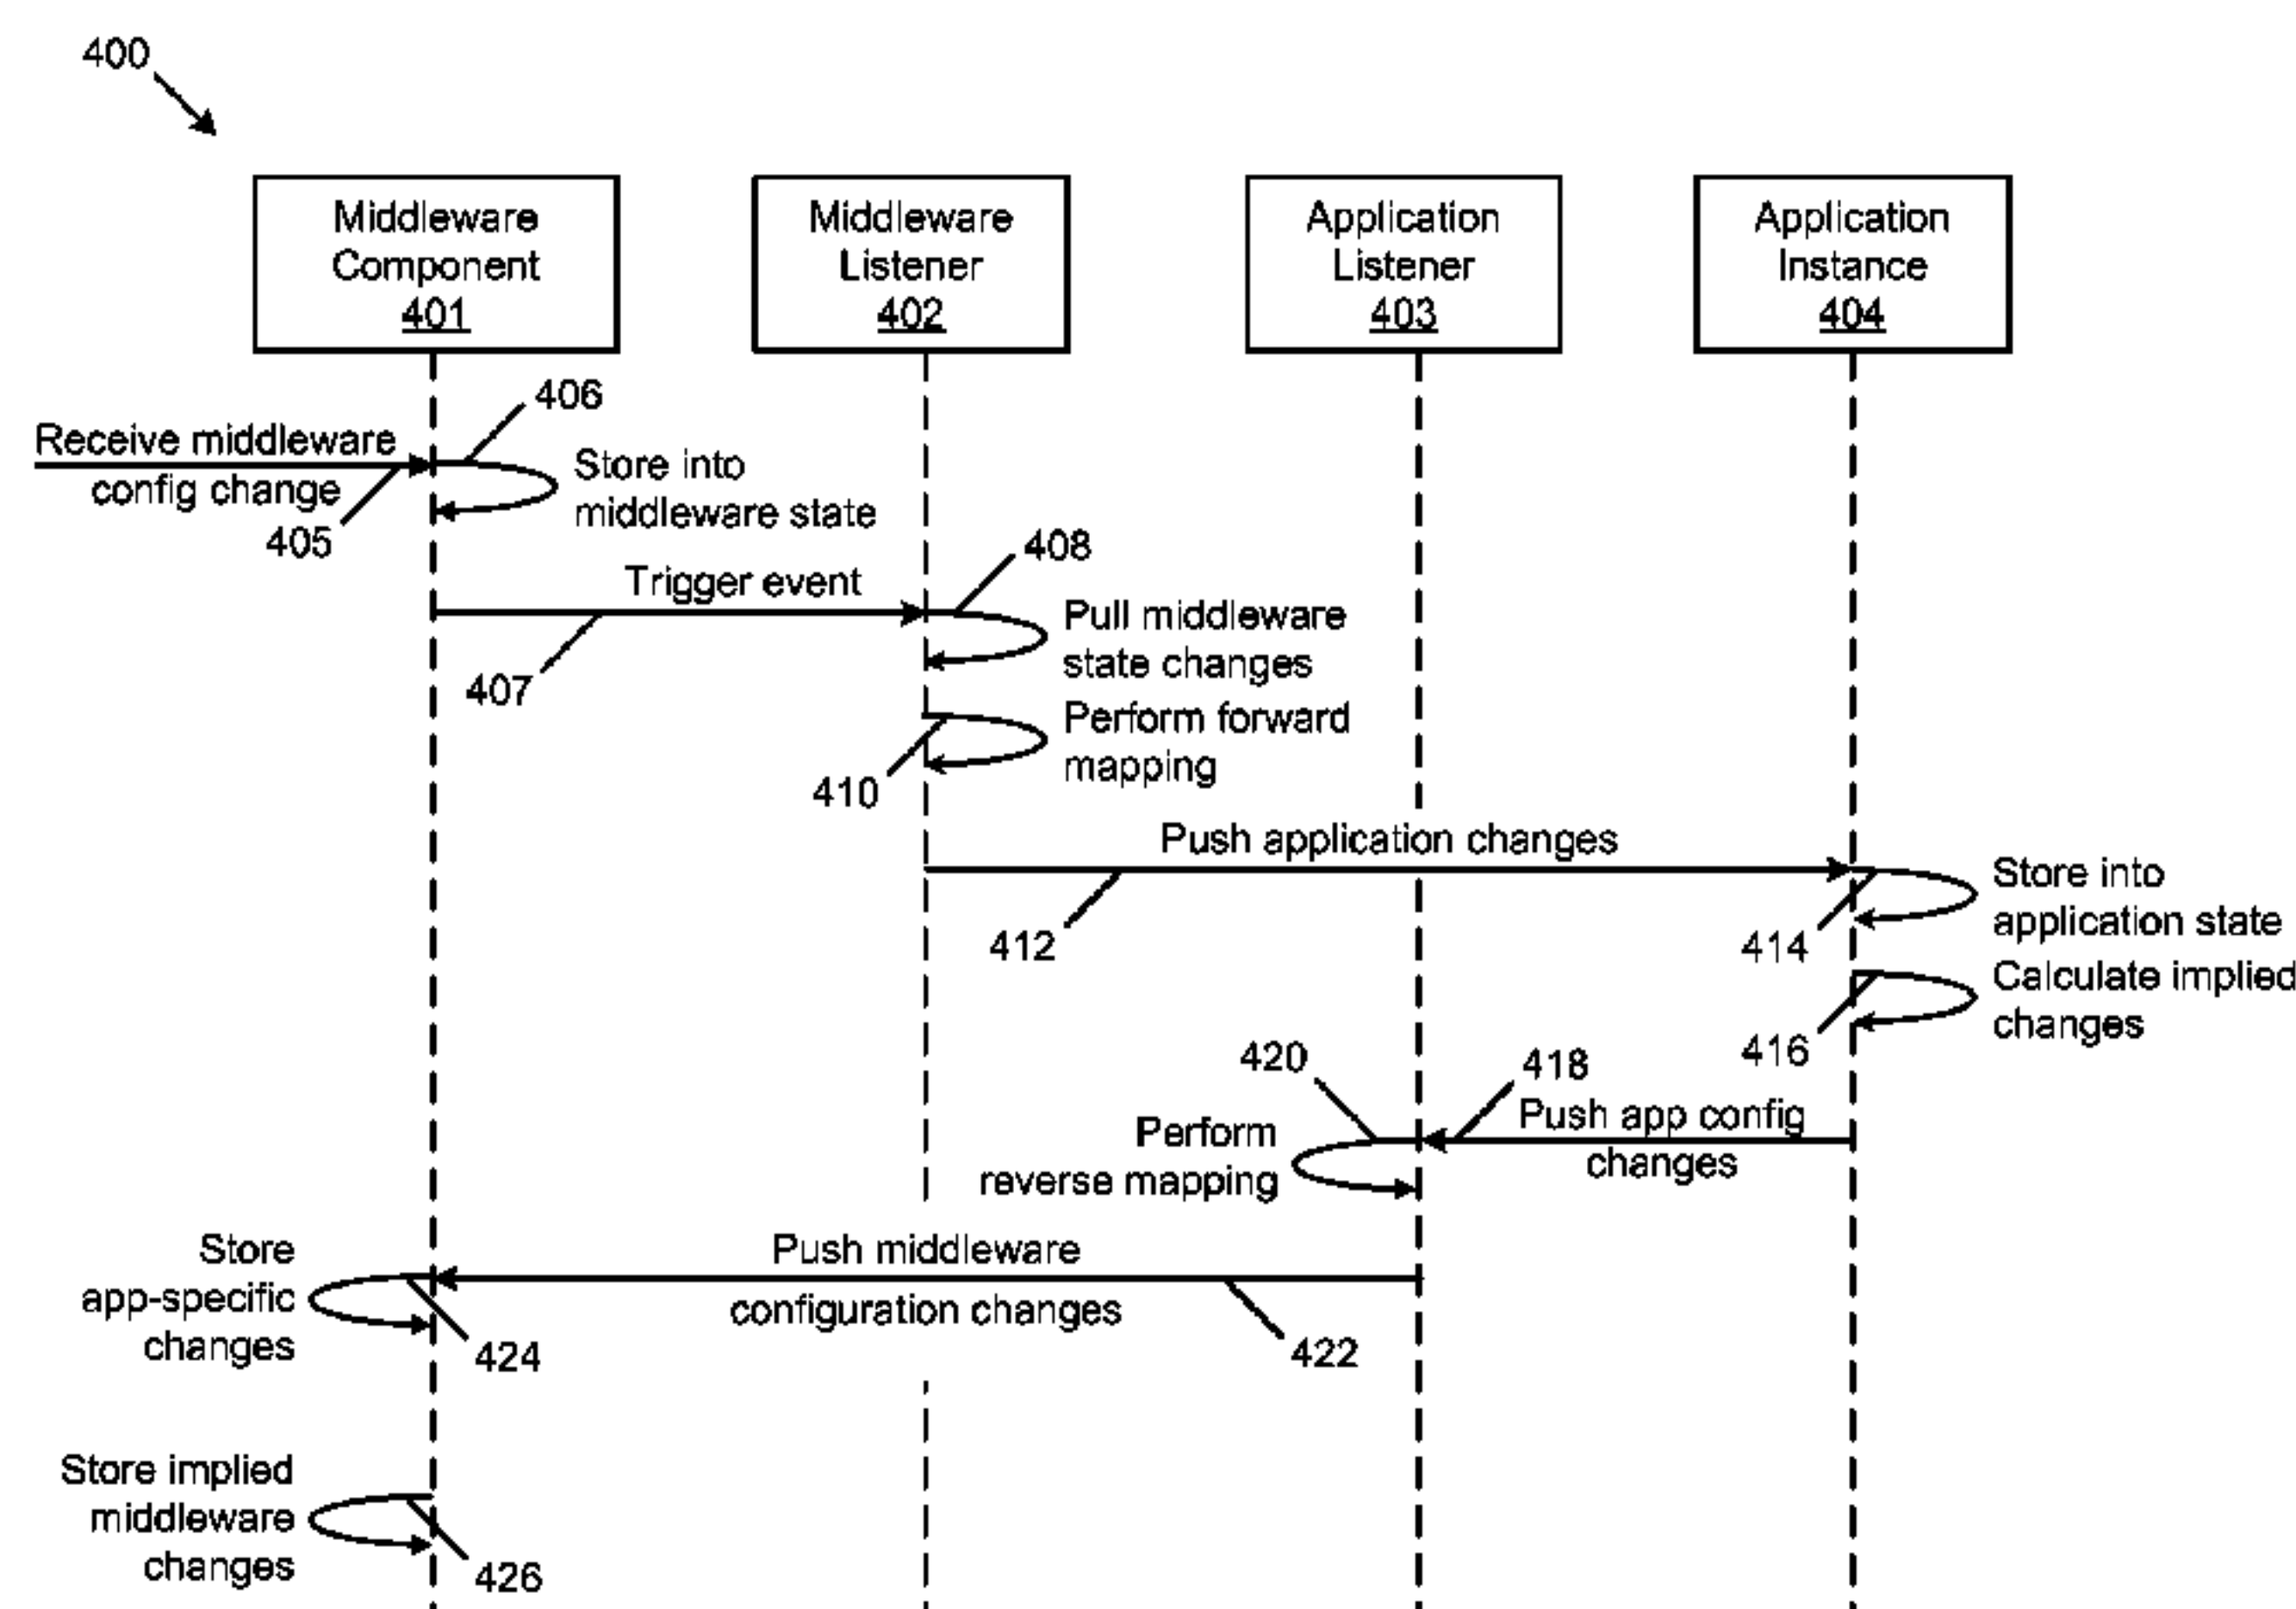 400
Middleware
Component
401
Middleware
Listener
402
Application
Listener
403
Application
Instance
404
406
Receive middleware
config change
405
Store into
middleware state
408
Trigger event
407
Pull middleware
state changes
Perform forward
mapping
410
Push application changes
412
Store into
application state
414
Calculate implied
changes
416
420
418
Push app config
changes
Perform
reverse mapping
Store
app-specific
changes
424
Push middleware
configuration changes
422
Store implied
middleware
changes
426